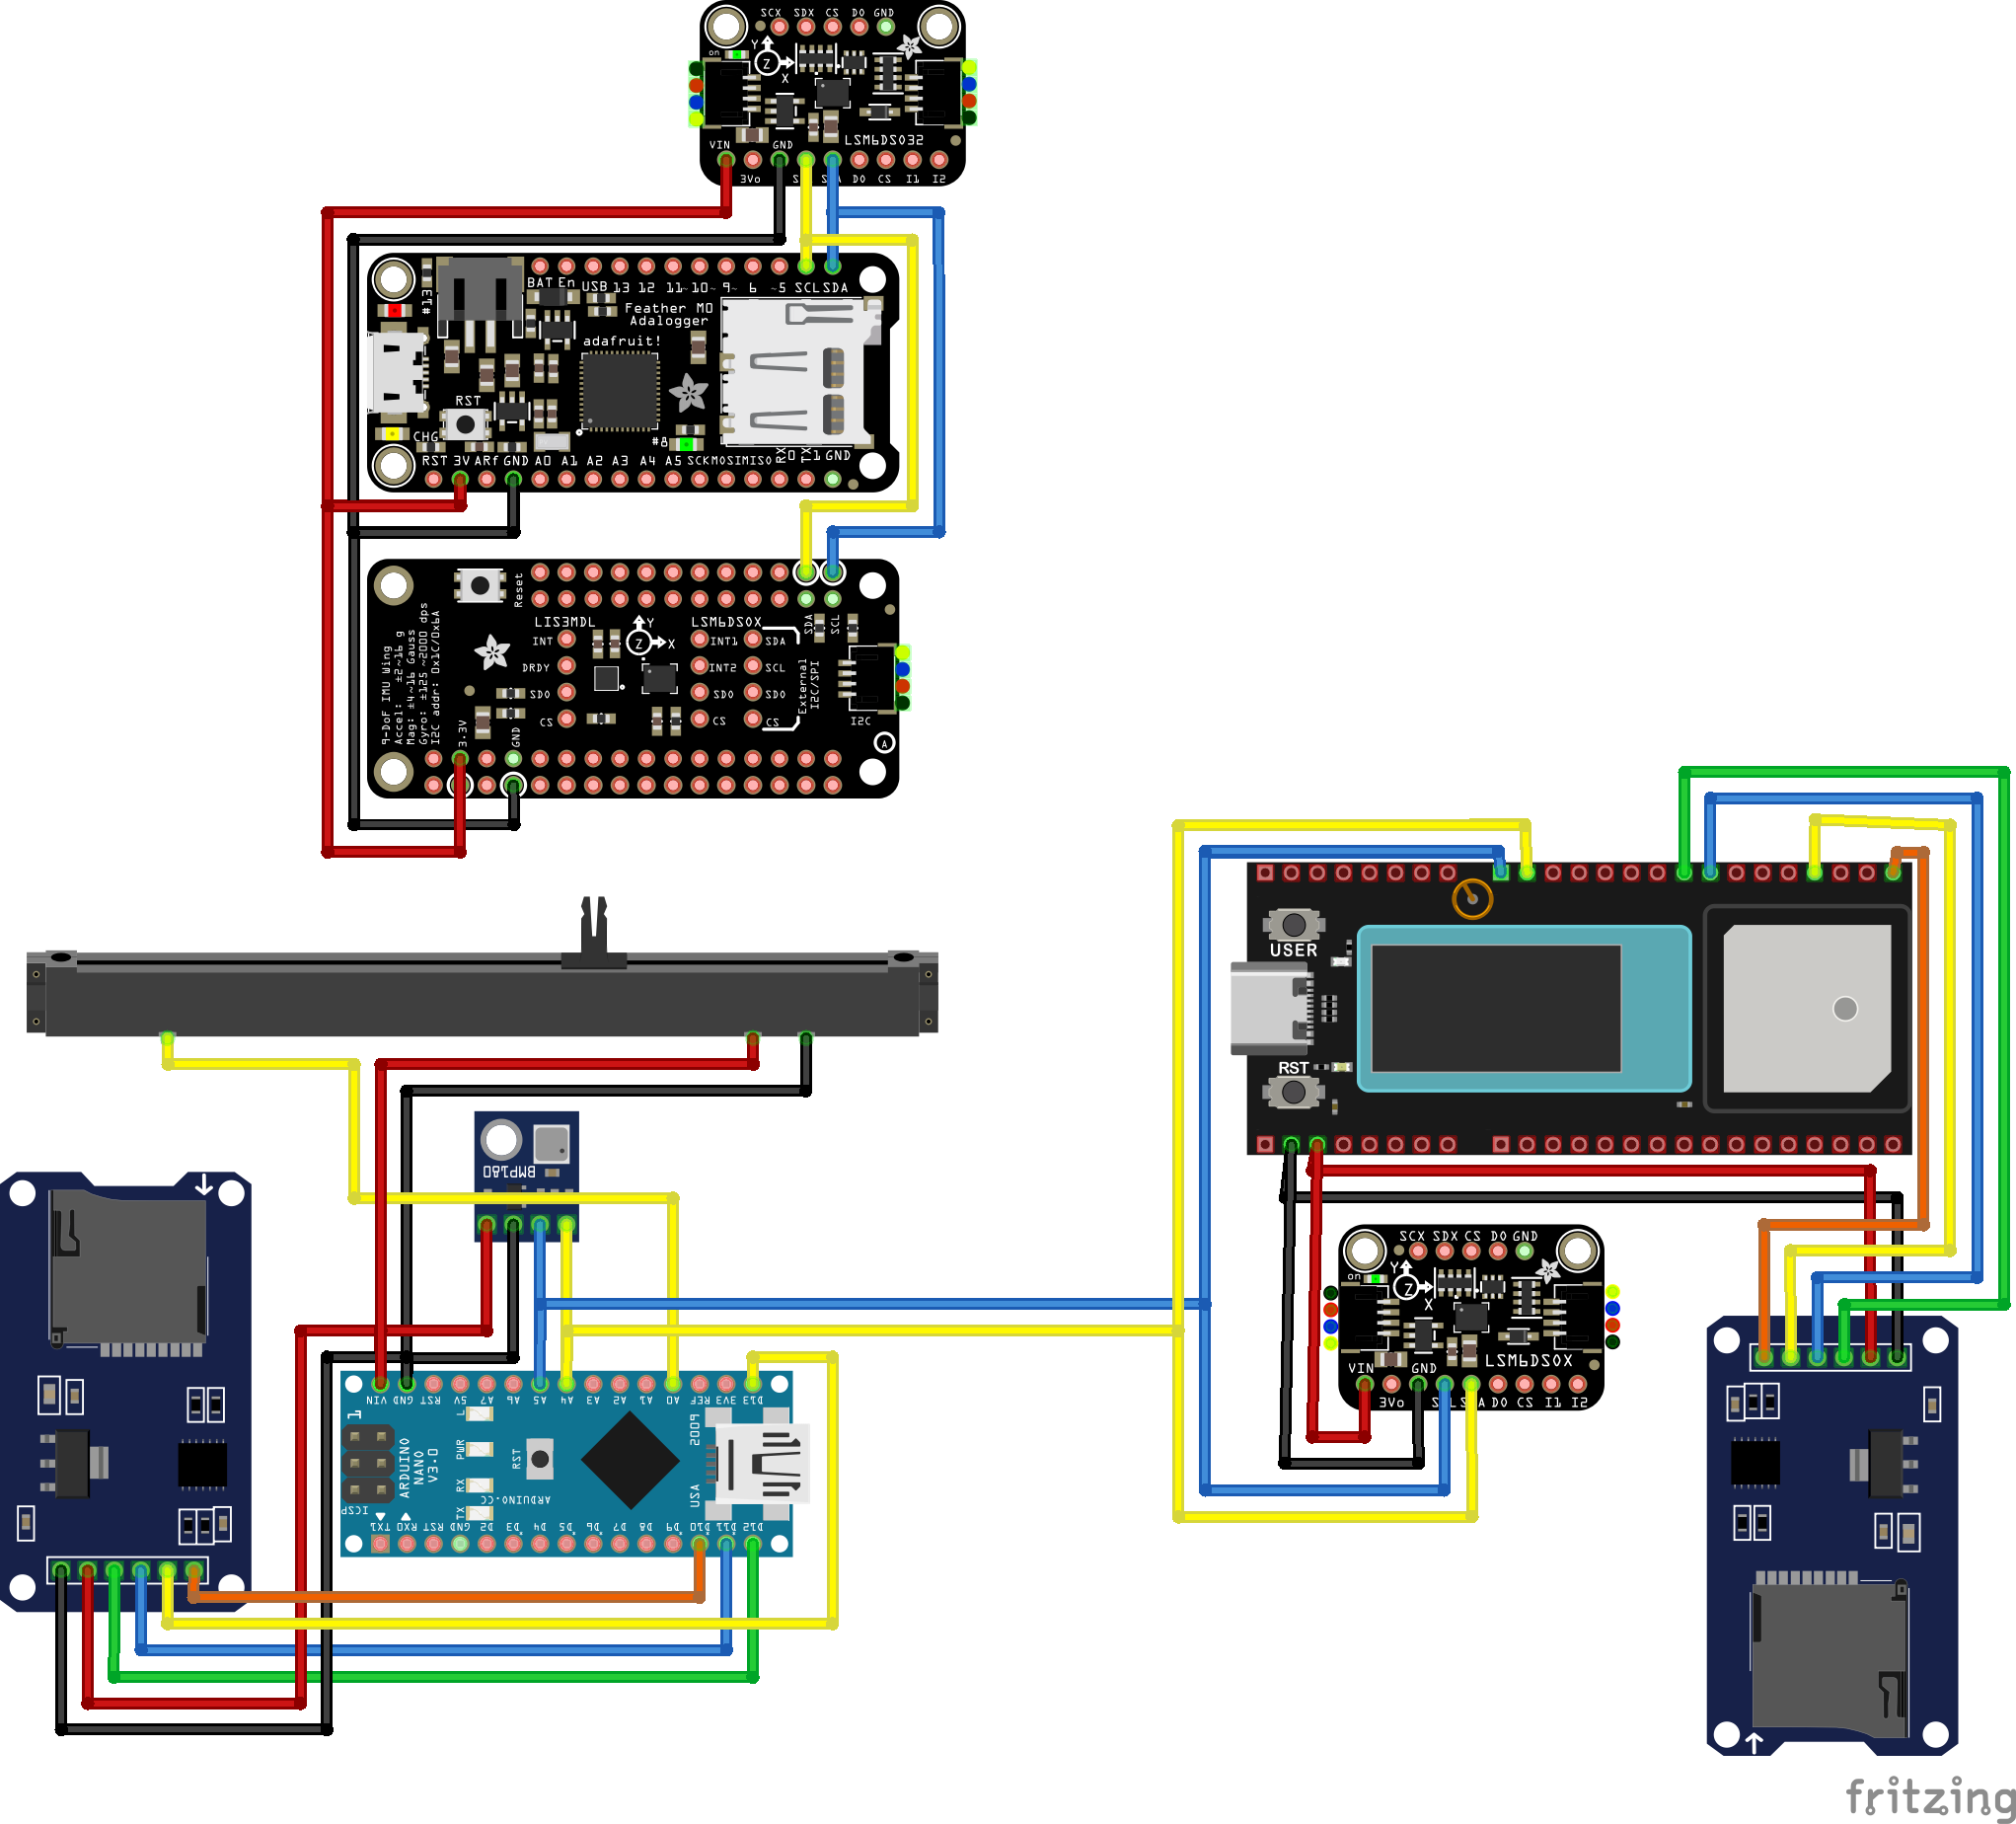 SCX SDX CS DO GND
on
Y
Z
X
LSM6DSO32
VIN GND
3Vo DO CS I1 I2
#13
BAT En USB 13 12 11~ 10~ 9~ 6 ~5 SCL SDA
Feather M0
Adalogger
adafruit!
RST
CHG
#8
RST 3V ARf GND A0 A1 A2 A3 A4 A5 SCK MOSI MISO RX 0 TX 1 GND
Reset
9-DoF IMU Wing
Accel: ±2~16 g
Mag: ±4~16 Gauss
Gyro: ±125 ~2000 dps
I2C addr: 0x1C/0x6A
LIS3MDL
INT
DRDY
SDO
CS
Y
Z
X
LSM6DSOX
INT1 SDA
INT2 SCL
SDO SDO
CS CS
External
I2C/SPI
SDA
SCL
I2C
A
3.3V
GND
USER
RST
BMP180
VIN GND RST 5V A7 A6 A5 A4 A3 A2 A1 A0 REF 3V3 D13
1
L
PWR
RX
TX
RST
ARDUINO
NANO
V3.0
ARDUINO.CC
2009
USA
ICSP
TX1 RX0 RST GND D2 D3 D4 D5 D6 D7 D8 D9 D10 D11 D12
SCX SDX CS DO GND
on
Y
Z
X
LSM6DSOX
VIN GND
3Vo DO CS I1 I2
fritzing